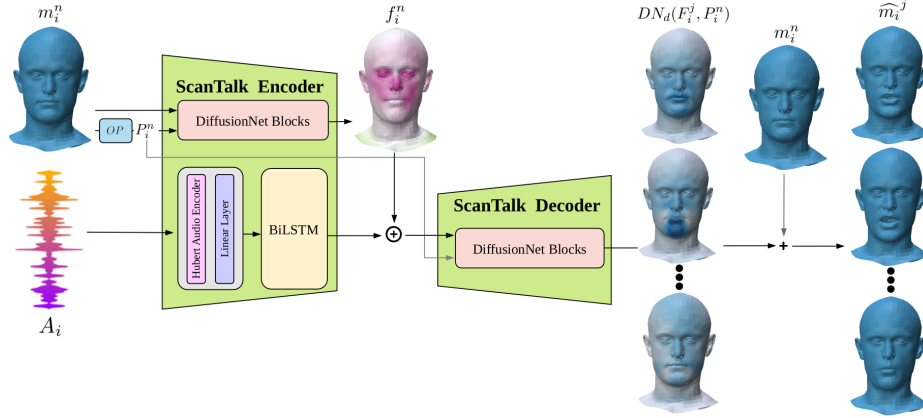 $m_i^n$
$f_i^n$
$DN_d(F_i^j, P_i^n)$
$m_i^n$
$\widehat{m_i}^j$
ScanTalk Encoder
DiffusionNet Blocks
OP
$P_i^n$
Hubert Audio Encoder
Linear Layer
BiLSTM
+
ScanTalk Decoder
DiffusionNet Blocks
+
$A_i$